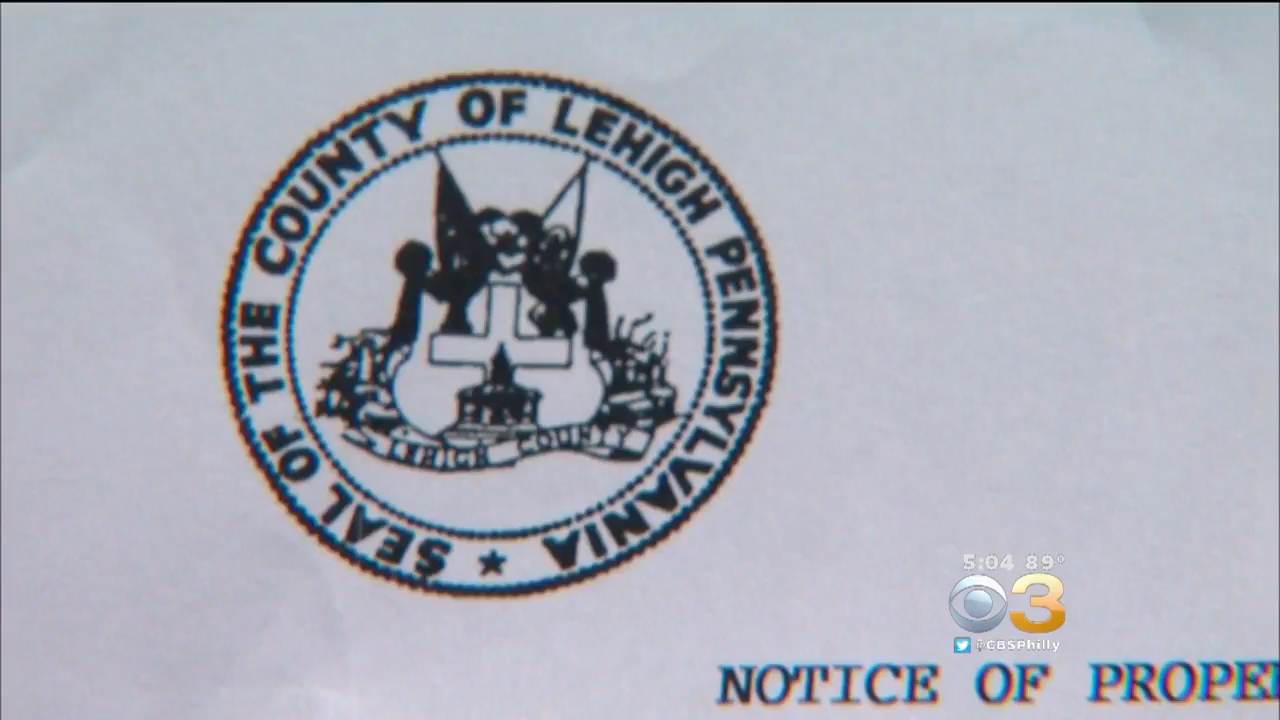 SEAL OF THE COUNTY OF LEHIGH PENNSYLVANIA
LEHIGH COUNTY
5:04 89°
3
@CBSPhilly
NOTICE OF PROPE